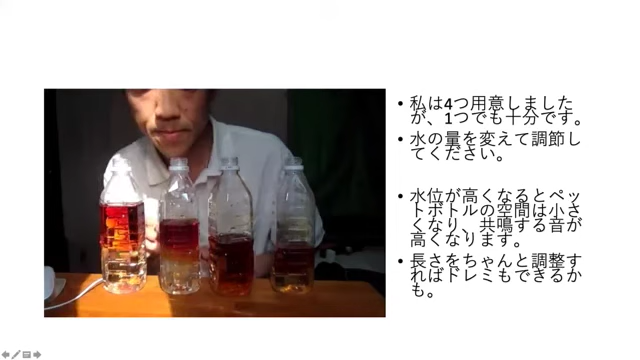 • 私は4つ用意しました
が、1つでも十分です。
• 水の量を変えて調節し
てください。
• 水位が高くなるとペッ
トボトルの空間は小さ
くなり、共鳴する音が
高くなります。
• 長さをちゃんと調整す
ればドレミもできるか
も。